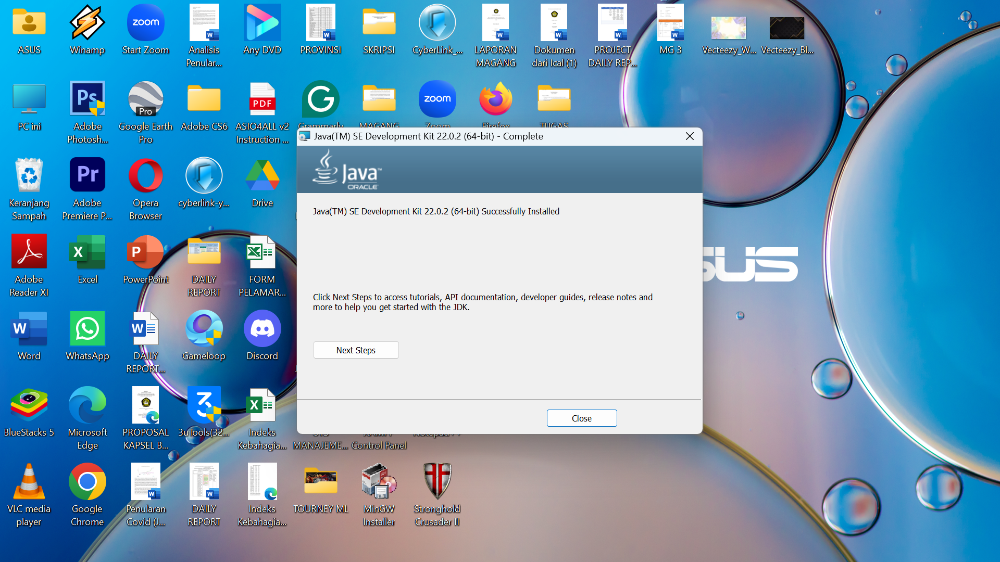 ASUS
Winamp
zoom
Start Zoom
Analisis
Penular...
Any DVD
PROVINSI
SKRIPSI
CyberLink_...
LAPORAN
MAGANG
Dokumen
dari Ical (1)
PROJECT
DAILY REP...
MG 3
Vecteezy_W...
Vecteezy_Bl...
PC ini
Ps
Adobe
Photosh...
Pro
Google Earth
Pro
Adobe CS6
PDF
ASIO4ALL v2
Instruction ...
Grammarly
MAGANG
zoom
Zoom
Firefox
TUGAS
Java(TM) SE Development Kit 22.0.2 (64-bit) - Complete
Java™
ORACLE
Java(TM) SE Development Kit 22.0.2 (64-bit) Successfully Installed
Click Next Steps to access tutorials, API documentation, developer guides, release notes and
more to help you get started with the JDK.
Next Steps
Close
Keranjang
Sampah
Pr
Adobe
Premiere P...
Opera
Browser
cyberlink-y...
Drive
Adobe
Reader XI
Excel
PowerPoint
DAILY
REPORT
FORM
PELAMAR...
SUS
Word
WhatsApp
DAILY
REPORT...
Gameloop
Discord
BlueStacks 5
Microsoft
Edge
PROPOSAL
KAPSEL B...
3uTools(32...
Indeks
Kebahagia...
MANAJEME...
Control Panel
VLC media
player
Google
Chrome
Penularan
Covid (J...
DAILY
REPORT
Indeks
Kebahagia...
TOURNEY ML
MinGW
Installer
Stronghold
Crusader II